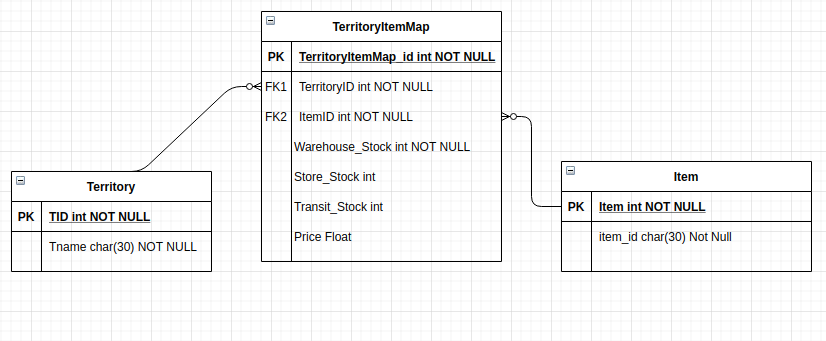 TerritoryItemMap
PK TerritoryItemMap_id int NOT NULL
FK1 TerritoryID int NOT NULL
FK2 ItemID int NOT NULL
Warehouse_Stock int NOT NULL
Store_Stock int
Transit_Stock int
Price Float
Territory
PK TID int NOT NULL
Tname char(30) NOT NULL
Item
PK Item int NOT NULL
item_id char(30) Not Null